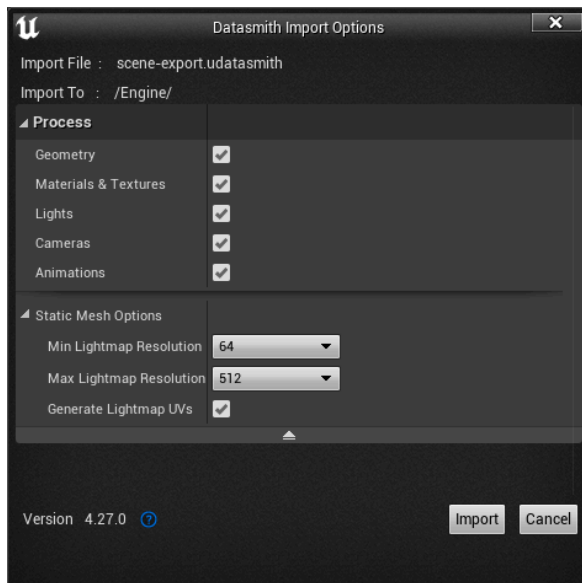 Datasmith Import Options
Import File : scene-export.udatasmith
Import To : /Engine/
Process
Geometry
Materials & Textures
Lights
Cameras
Animations
Static Mesh Options
Min Lightmap Resolution 64
Max Lightmap Resolution 512
Generate Lightmap UVs
Version 4.27.0 ? Import Cancel